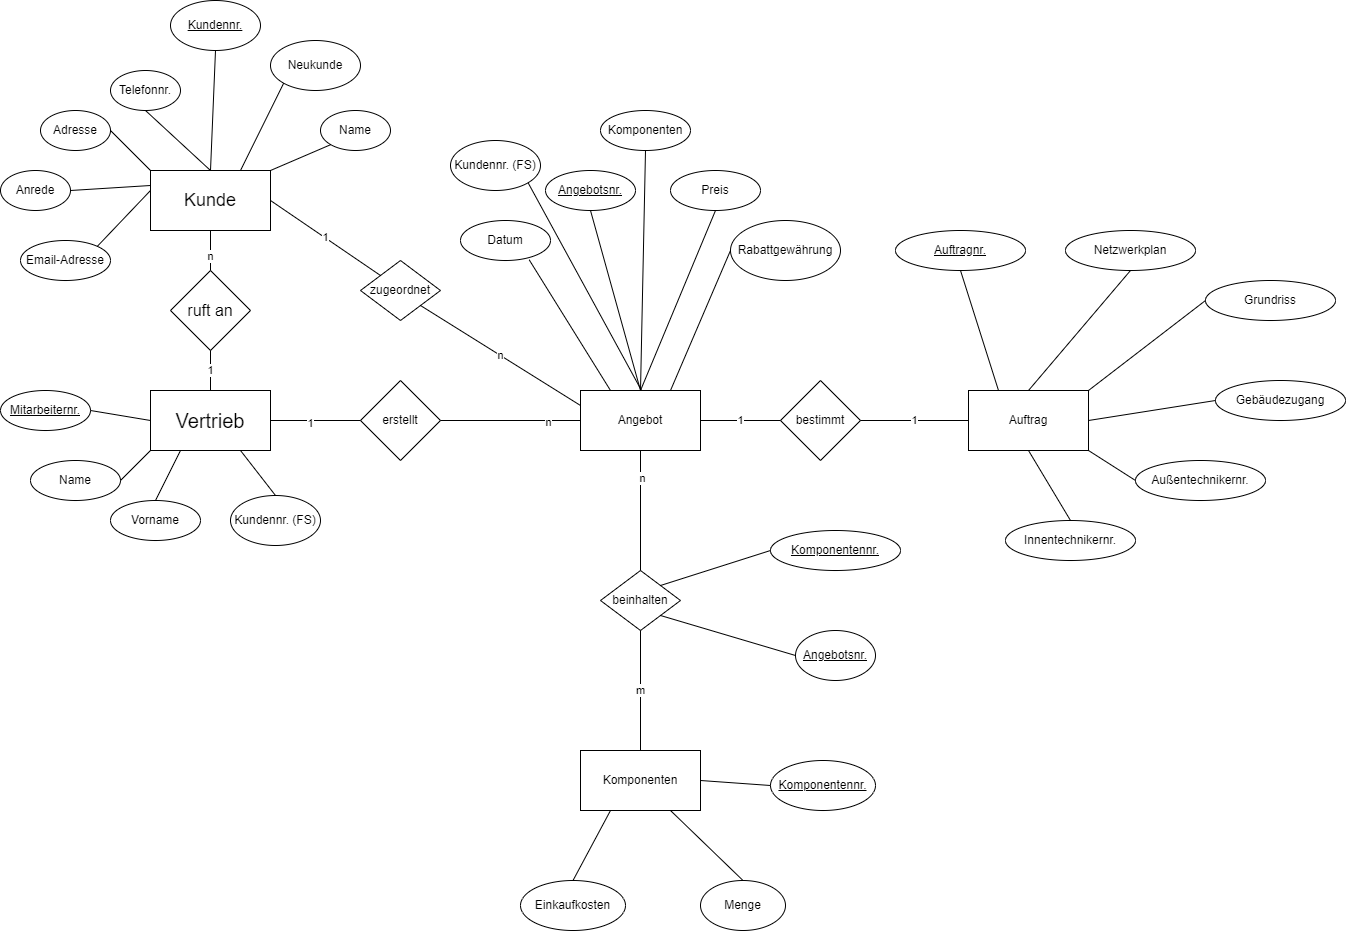 Kundennr.
Neukunde
Telefonnr.
Adresse
Name
Anrede
Kunde
Email-Adresse
n
ruft an
1
1
zugeordnet
n
Komponenten
Kundennr. (FS)
Angebotsnr.
Preis
Datum
Rabattgewährung
Auftragnr.
Netzwerkplan
Grundriss
Gebäudezugang
Mitarbeiternr.
Vertrieb
1
erstellt
n
Angebot
1
bestimmt
1
Auftrag
Name
Vorname
Kundennr. (FS)
Außentechnikernr.
Innentechnikernr.
n
Komponentennr.
beinhalten
Angebotsnr.
m
Komponenten
Komponentennr.
Einkaufkosten
Menge